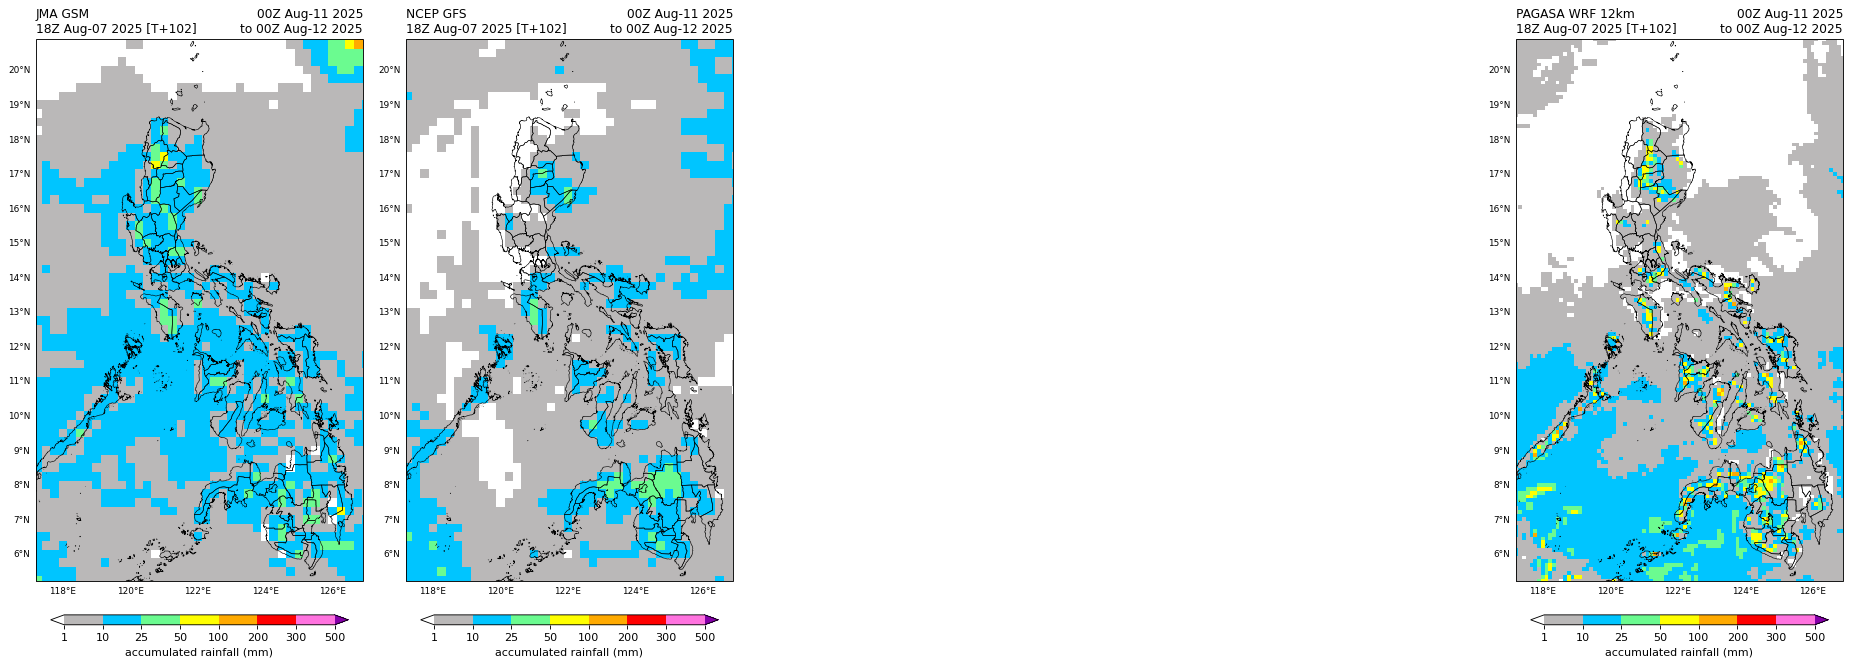 JMA GSM 00Z Aug-11 2025
18Z Aug-07 2025 [T+102] to 00Z Aug-12 2025
20°N
19°N
18°N
17°N
16°N
15°N
14°N
13°N
12°N
11°N
10°N
9°N
8°N
7°N
6°N
118°E 120°E 122°E 124°E 126°E
1 10 25 50 100 200 300 500
accumulated rainfall (mm)
NCEP GFS 00Z Aug-11 2025
18Z Aug-07 2025 [T+102] to 00Z Aug-12 2025
20°N
19°N
18°N
17°N
16°N
15°N
14°N
13°N
12°N
11°N
10°N
9°N
8°N
7°N
6°N
118°E 120°E 122°E 124°E 126°E
1 10 25 50 100 200 300 500
accumulated rainfall (mm)
PAGASA WRF 12km 00Z Aug-11 2025
18Z Aug-07 2025 [T+102] to 00Z Aug-12 2025
20°N
19°N
18°N
17°N
16°N
15°N
14°N
13°N
12°N
11°N
10°N
9°N
8°N
7°N
6°N
118°E 120°E 122°E 124°E 126°E
1 10 25 50 100 200 300 500
accumulated rainfall (mm)